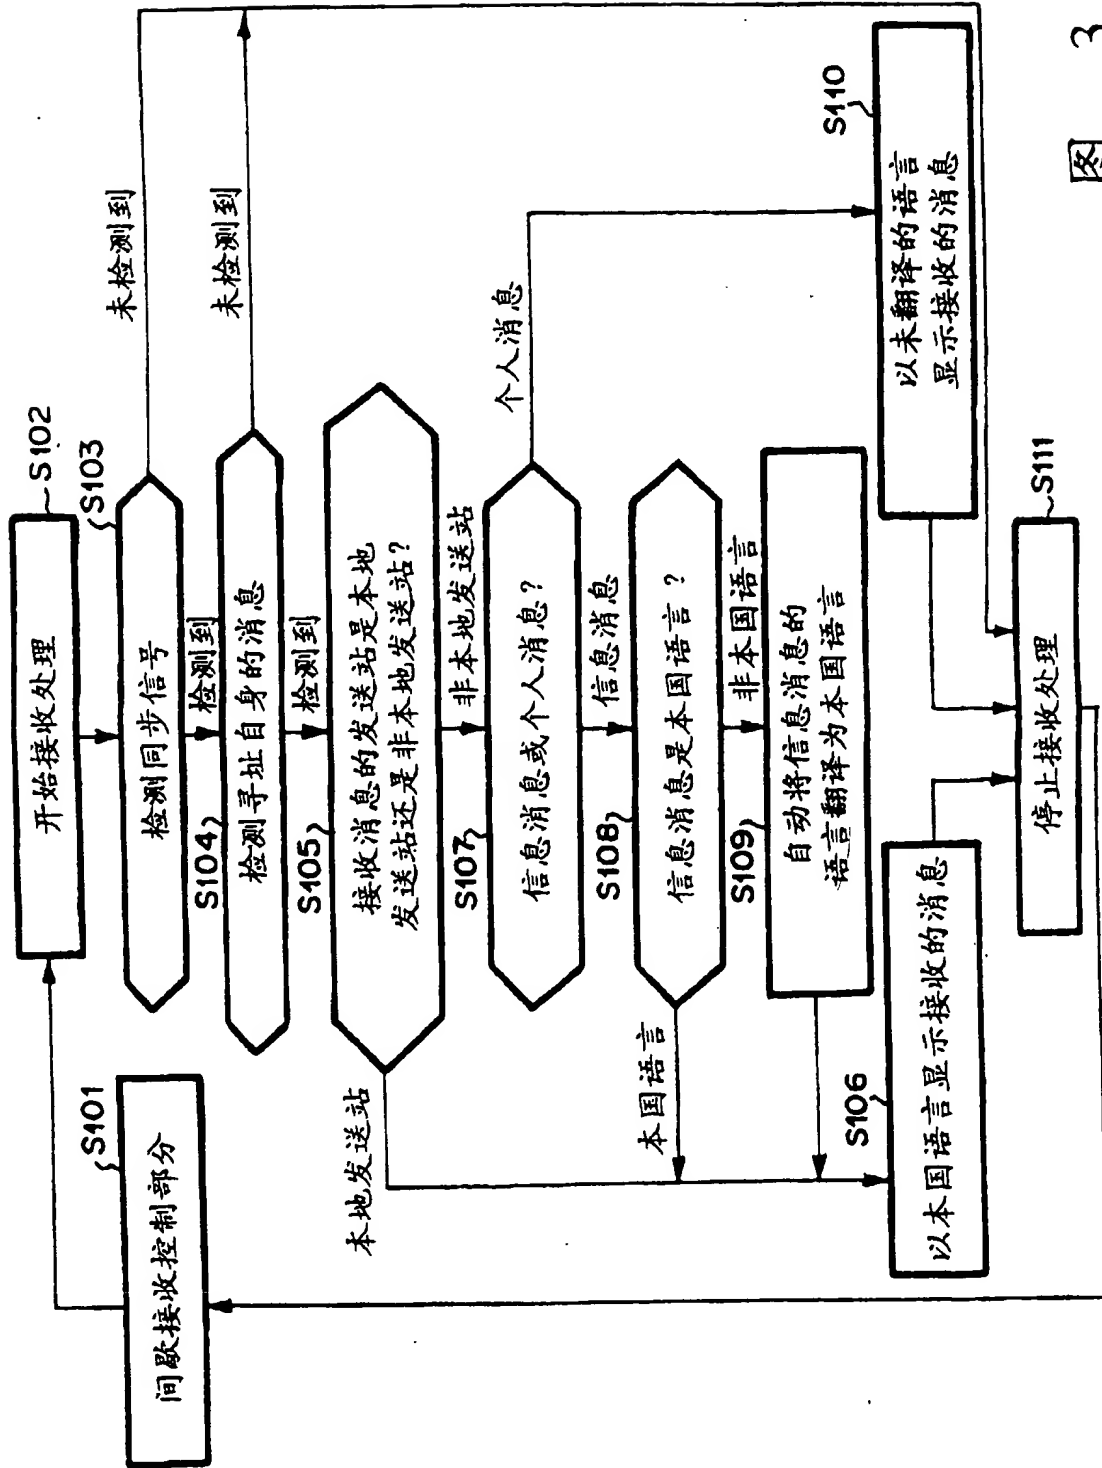 S101
间歇接收控制部分
开始接收处理
S102
S103
检测同步信号
未检测到
检测到
S104
检测寻址自身的消息
未检测到
检测到
S105
接收消息的发送站是本地
发送站还是非本地发送站?
本地发送站
非本地发送站
S107
信息消息或个人消息?
个人消息
信息消息
S108
信息消息是本国语言?
本国语言
非本国语言
S109
自动将信息消息的
语言翻译为本国语言
S106
以本国语言显示接收的消息
S110
以未翻译的语言
显示接收的消息
S111
停止接收处理
图 3